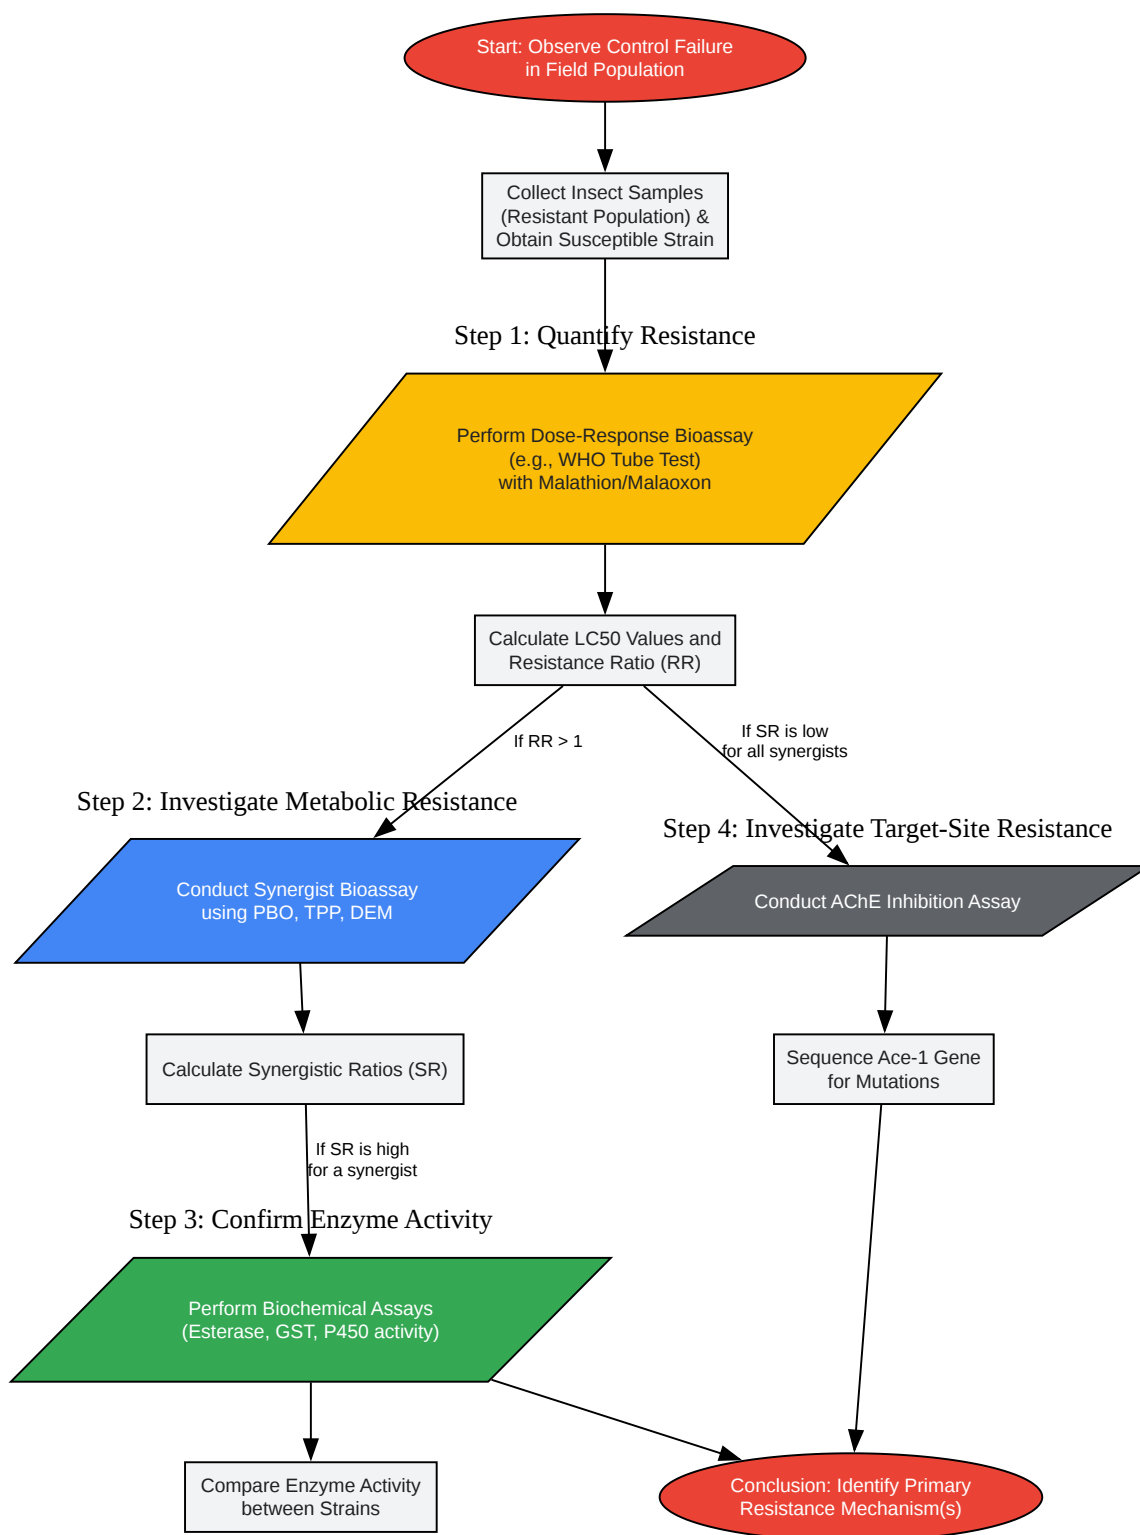 Start: Observe Control Failure
in Field Population
Collect Insect Samples
(Resistant Population) &
Obtain Susceptible Strain
Step 1: Quantify Resistance
Perform Dose-Response Bioassay
(e.g., WHO Tube Test)
with Malathion/Malaoxon
Calculate LC50 Values and
Resistance Ratio (RR)
If RR > 1
If SR is low
for all synergists
Step 2: Investigate Metabolic Resistance
Step 4: Investigate Target-Site Resistance
Conduct Synergist Bioassay
using PBO, TPP, DEM
Conduct AChE Inhibition Assay
Calculate Synergistic Ratios (SR)
Sequence Ace-1 Gene
for Mutations
If SR is high
for a synergist
Step 3: Confirm Enzyme Activity
Perform Biochemical Assays
(Esterase, GST, P450 activity)
Compare Enzyme Activity
between Strains
Conclusion: Identify Primary
Resistance Mechanism(s)